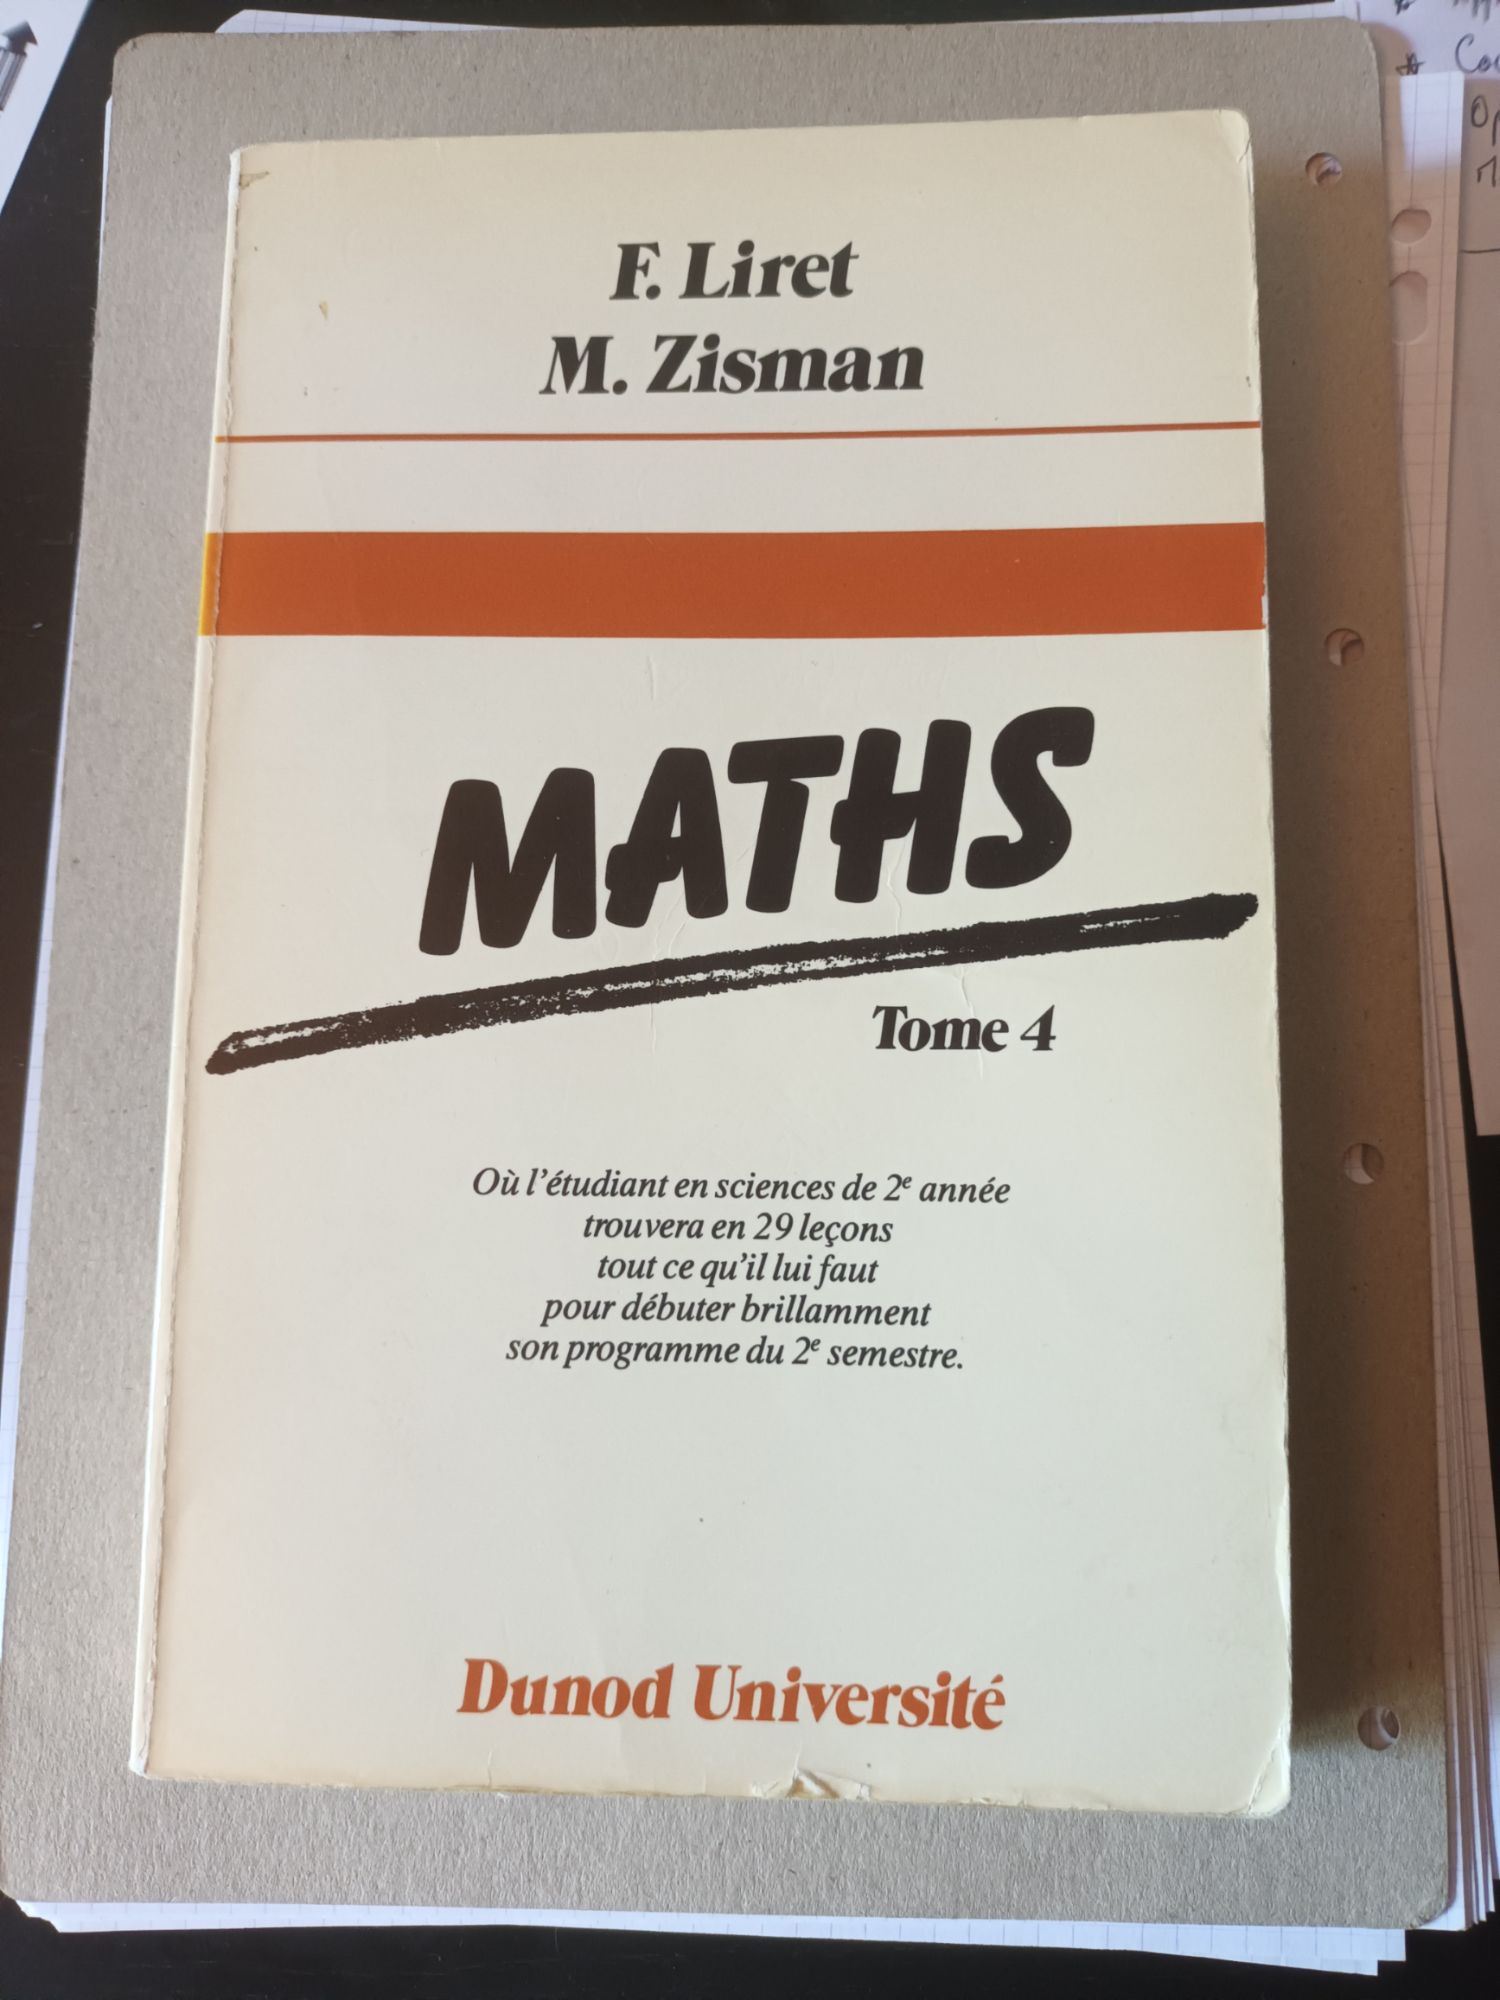 F. Liret
M. Zisman
MATHS
Tome 4
Où l'étudiant en sciences de 2e année
trouvera en 29 leçons
tout ce qu'il lui faut
pour débuter brillamment
son programme du 2e semestre.
Dunod Université